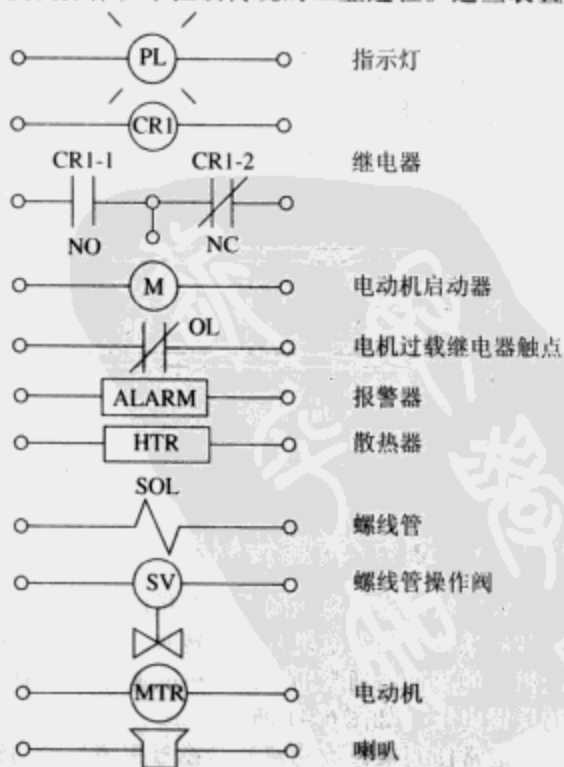 PL 指示灯
CR1
CR1-1 CR1-2 继电器
NO NC
M 电动机启动器
OL 电机过载继电器触点
ALARM 报警器
HTR 散热器
SOL
螺线管
SV 螺线管操作阀
MTR 电动机
喇叭